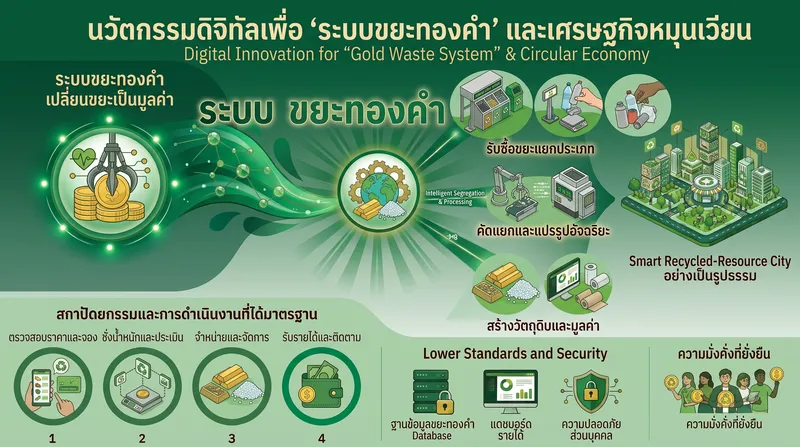 นวัตกรรมดิจิทัลเพื่อ ‘ระบบขยะทองคำ’ และเศรษฐกิจหมุนเวียน
Digital Innovation for “Gold Waste System” & Circular Economy
ระบบขยะทองคำ
เปลี่ยนขยะเป็นมูลค่า
ระบบ ขยะทองคำ
รับซื้อขยะแยกประเภท
Intelligent Segregation
& Processing
คัดแยกและแปรรูปอัจฉริยะ
สร้างวัตถุดิบและมูลค่า
Smart Recycled-Resource City
อย่างเป็นรูปธรรม
สถาปัตยกรรมและการดำเนินงานที่ได้มาตรฐาน
ตรวจสอบราคาและจอง
ชั่งน้ำหนักและประเมิน
จำหน่ายและจัดการ
รับรายได้และติดตาม
1
2
3
4
Lower Standards and Security
ฐานข้อมูลขยะทองคำ
Database
แดชบอร์ด
รายได้
ความปลอดภัย
ส่วนบุคคล
ความมั่งคั่งที่ยั่งยืน
ความมั่งคั่งที่ยั่งยืน